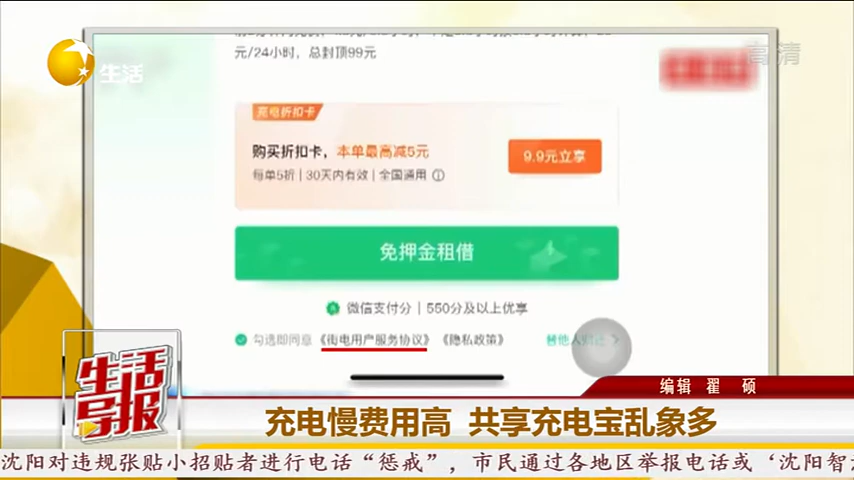 生活
高清
元/24小时，总封顶99元
充电折扣卡
购买折扣卡，本单最高减5元
每单5折｜30天内有效｜全国通用
9.9元立享
免押金租借
微信支付分｜550分及以上优享
勾选即同意《街电用户服务协议》《隐私政策》
生活导报
编辑 翟 硕
充电慢费用高 共享充电宝乱象多
沈阳对违规张贴小招贴者进行电话“惩戒”，市民通过各地区举报电话或‘沈阳智